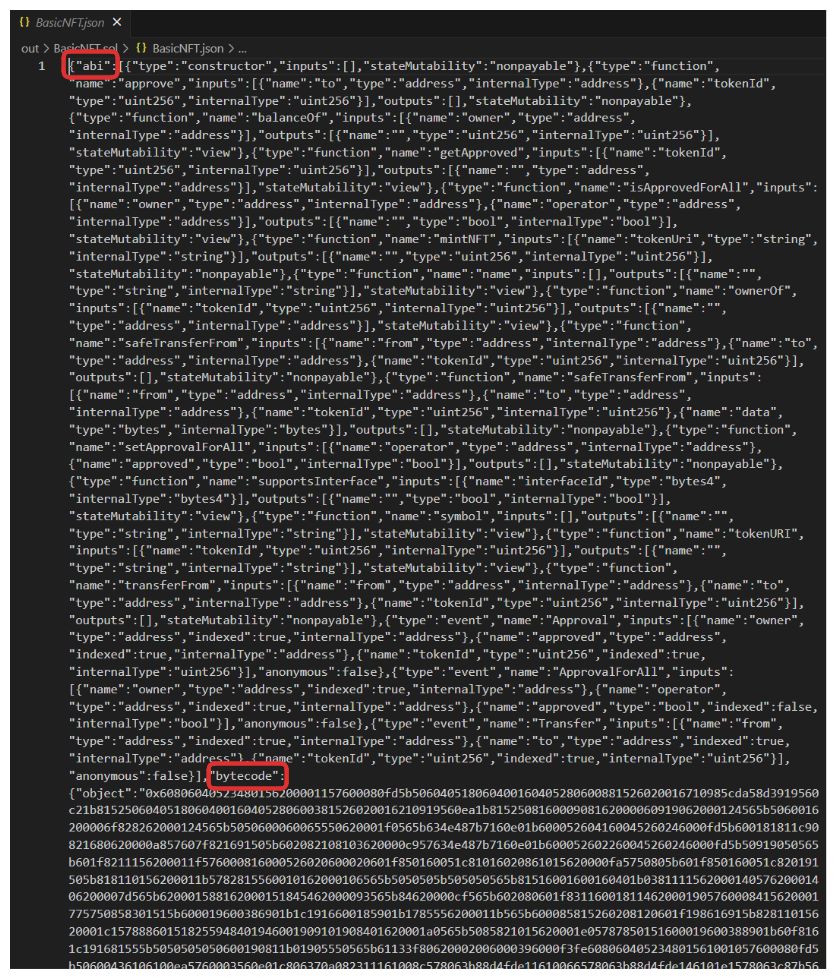 {} BasicNFT.json ×
out > BasicNFT.sol > {} BasicNFT.json > ...
1 {"abi":[{"type":"constructor","inputs":[],"stateMutability":"nonpayable"},{"type":"function",
"name":"approve","inputs":[{"name":"to","type":"address","internalType":"address"},{"name":"tokenId",
"type":"uint256","internalType":"uint256"}],"outputs":[],"stateMutability":"nonpayable"},
{"type":"function","name":"balanceOf","inputs":[{"name":"owner","type":"address",
"internalType":"address"}],"outputs":[{"name":"","type":"uint256","internalType":"uint256"}],
"stateMutability":"view"},{"type":"function","name":"getApproved","inputs":[{"name":"tokenId",
"type":"uint256","internalType":"uint256"}],"outputs":[{"name":"","type":"address",
"internalType":"address"}],"stateMutability":"view"},{"type":"function","name":"isApprovedForAll","inputs":
[{"name":"owner","type":"address","internalType":"address"},{"name":"operator","type":"address",
"internalType":"address"}],"outputs":[{"name":"","type":"bool","internalType":"bool"}],
"stateMutability":"view"},{"type":"function","name":"mintNFT","inputs":[{"name":"tokenUri","type":"string",
"internalType":"string"}],"outputs":[{"name":"","type":"uint256","internalType":"uint256"}],
"stateMutability":"nonpayable"},{"type":"function","name":"name","inputs":[],"outputs":[{"name":"",
"type":"string","internalType":"string"}],"stateMutability":"view"},{"type":"function","name":"ownerOf",
"inputs":[{"name":"tokenId","type":"uint256","internalType":"uint256"}],"outputs":[{"name":"",
"type":"address","internalType":"address"}],"stateMutability":"view"},{"type":"function",
"name":"safeTransferFrom","inputs":[{"name":"from","type":"address","internalType":"address"},{"name":"to",
"type":"address","internalType":"address"},{"name":"tokenId","type":"uint256","internalType":"uint256"}],
"outputs":[],"stateMutability":"nonpayable"},{"type":"function","name":"safeTransferFrom","inputs":
[{"name":"from","type":"address","internalType":"address"},{"name":"to","type":"address",
"internalType":"address"},{"name":"tokenId","type":"uint256","internalType":"uint256"},{"name":"data",
"type":"bytes","internalType":"bytes"}],"outputs":[],"stateMutability":"nonpayable"},{"type":"function",
"name":"setApprovalForAll","inputs":[{"name":"operator","type":"address","internalType":"address"},
{"name":"approved","type":"bool","internalType":"bool"}],"outputs":[],"stateMutability":"nonpayable"},
{"type":"function","name":"supportsInterface","inputs":[{"name":"interfaceId","type":"bytes4",
"internalType":"bytes4"}],"outputs":[{"name":"","type":"bool","internalType":"bool"}],
"stateMutability":"view"},{"type":"function","name":"symbol","inputs":[],"outputs":[{"name":"",
"type":"string","internalType":"string"}],"stateMutability":"view"},{"type":"function","name":"tokenURI",
"inputs":[{"name":"tokenId","type":"uint256","internalType":"uint256"}],"outputs":[{"name":"",
"type":"string","internalType":"string"}],"stateMutability":"view"},{"type":"function",
"name":"transferFrom","inputs":[{"name":"from","type":"address","internalType":"address"},{"name":"to",
"type":"address","internalType":"address"},{"name":"tokenId","type":"uint256","internalType":"uint256"}],
"outputs":[],"stateMutability":"nonpayable"},{"type":"event","name":"Approval","inputs":[{"name":"owner",
"type":"address","indexed":true,"internalType":"address"},{"name":"approved","type":"address",
"indexed":true,"internalType":"address"},{"name":"tokenId","type":"uint256","indexed":true,
"internalType":"uint256"}],"anonymous":false},{"type":"event","name":"ApprovalForAll","inputs":
[{"name":"owner","type":"address","indexed":true,"internalType":"address"},{"name":"operator",
"type":"address","indexed":true,"internalType":"address"},{"name":"approved","type":"bool","indexed":false,
"internalType":"bool"}],"anonymous":false},{"type":"event","name":"Transfer","inputs":[{"name":"from",
"type":"address","indexed":true,"internalType":"address"},{"name":"to","type":"address","indexed":true,
"internalType":"address"},{"name":"tokenId","type":"uint256","indexed":true,"internalType":"uint256"}],
"anonymous":false}],"bytecode":
{"object":